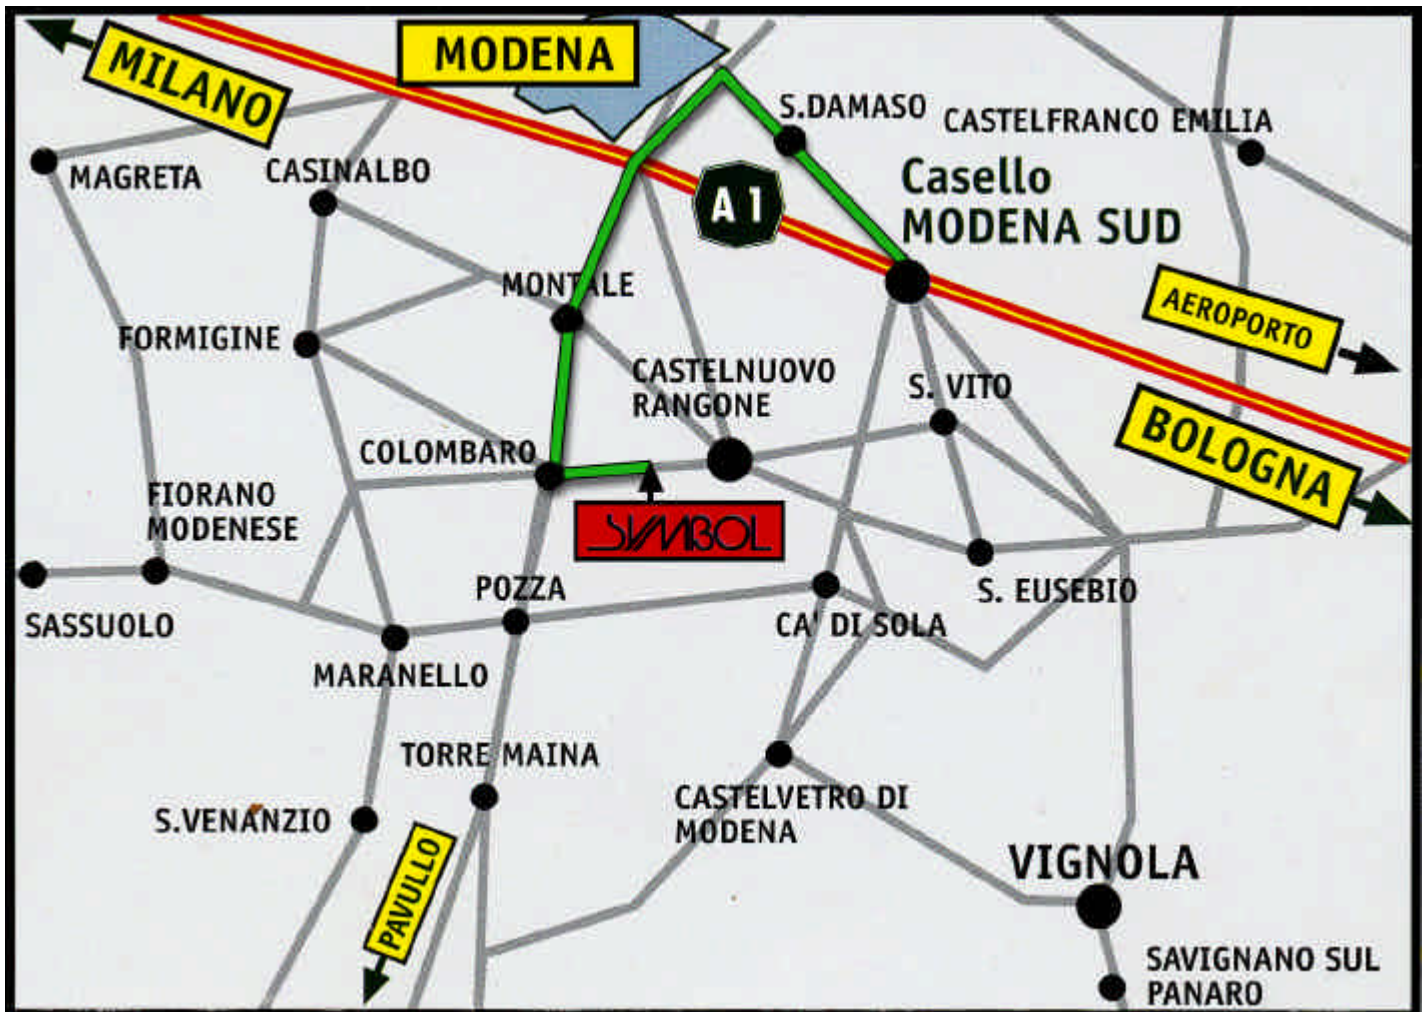 MILANO
MODENA
S.DAMASO
CASTELFRANCO EMILIA
MAGRETA
CASINALBO
Casello
MODENA SUD
A 1
MONTALE
AEROPORTO
FORMIGINE
CASTELNUOVO
RANGONE
S. VITO
BOLOGNA
COLOMBARO
FIORANO
MODENESE
SYMBOL
POZZA
S. EUSEBIO
SASSUOLO
CA' DI SOLA
MARANELLO
TORRE MAINA
CASTELVETRO DI
MODENA
S.VENANZIO
PAVULLO
VIGNOLA
SAVIGNANO SUL
PANARO